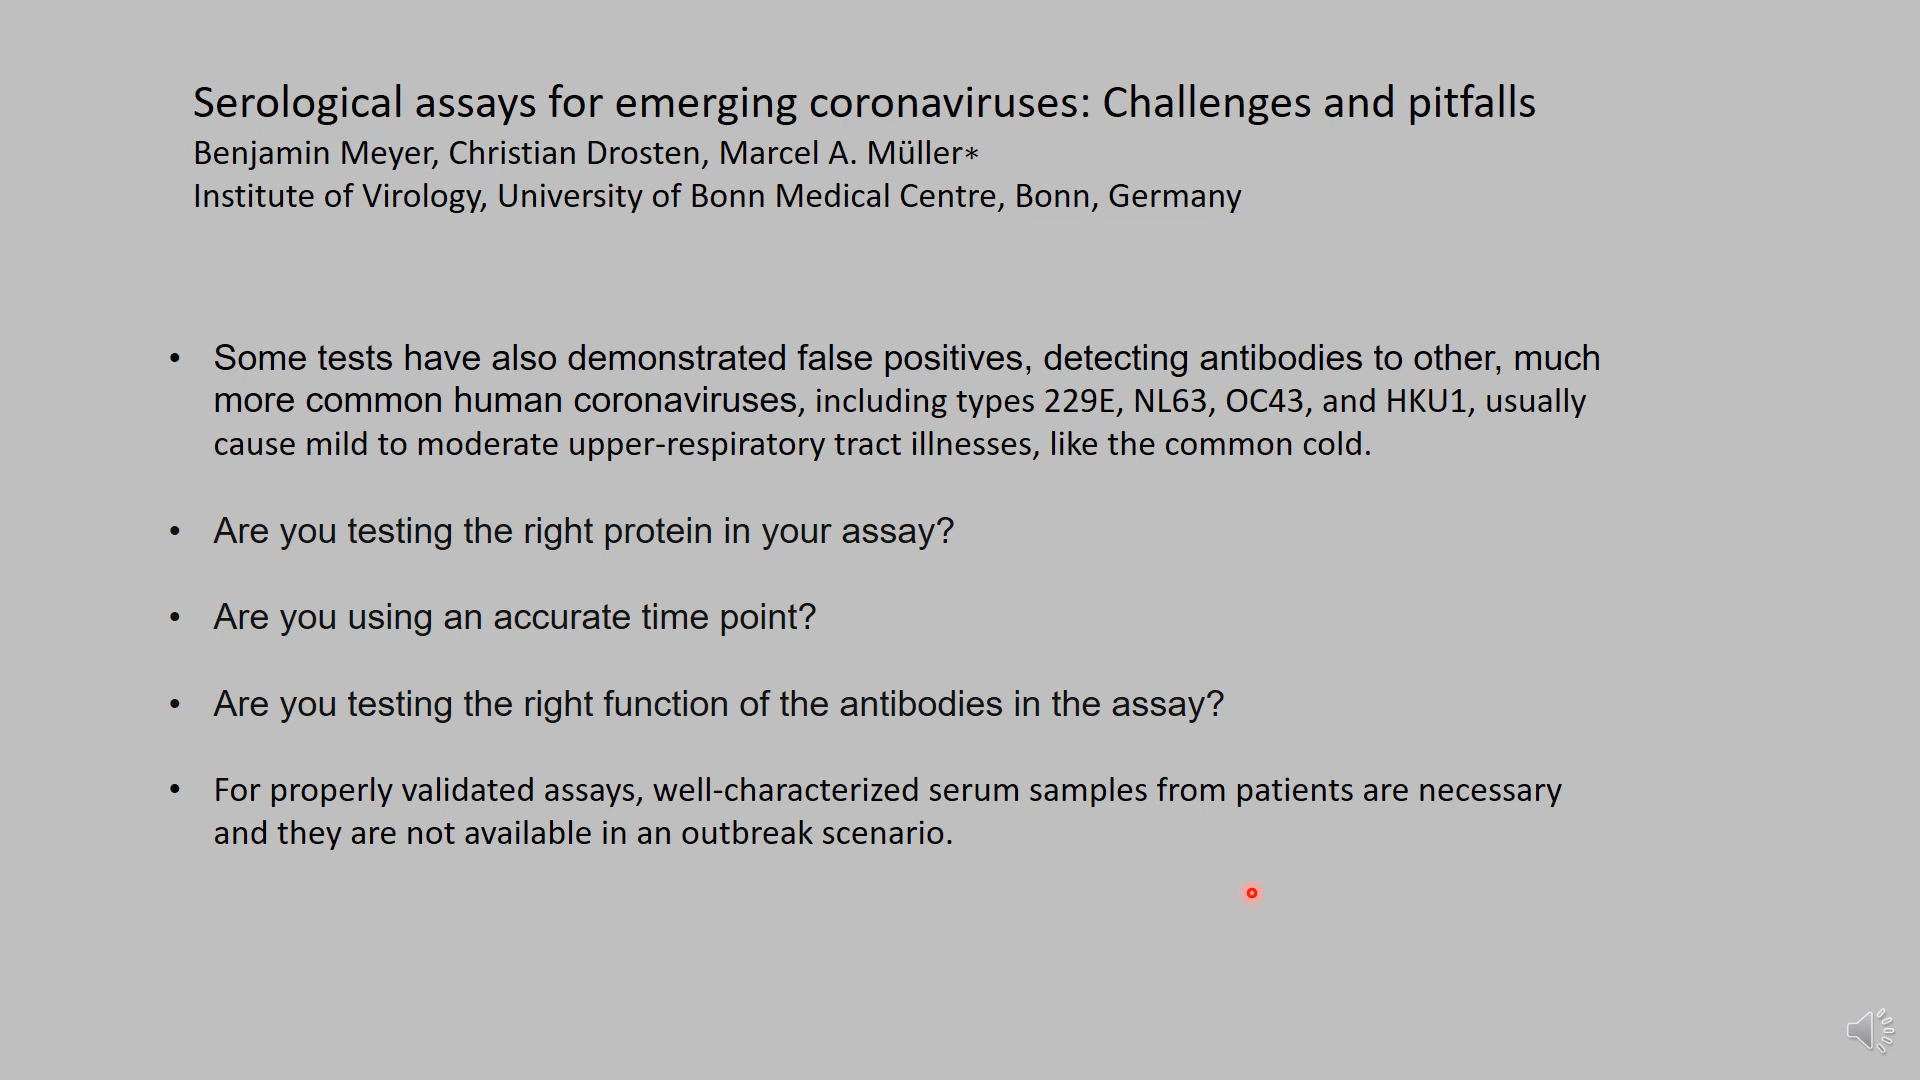 Serological assays for emerging coronaviruses: Challenges and pitfalls
Benjamin Meyer, Christian Drosten, Marcel A. Müller∗
Institute of Virology, University of Bonn Medical Centre, Bonn, Germany
• Some tests have also demonstrated false positives, detecting antibodies to other, much
more common human coronaviruses, including types 229E, NL63, OC43, and HKU1, usually
cause mild to moderate upper-respiratory tract illnesses, like the common cold.
• Are you testing the right protein in your assay?
• Are you using an accurate time point?
• Are you testing the right function of the antibodies in the assay?
• For properly validated assays, well-characterized serum samples from patients are necessary
and they are not available in an outbreak scenario.